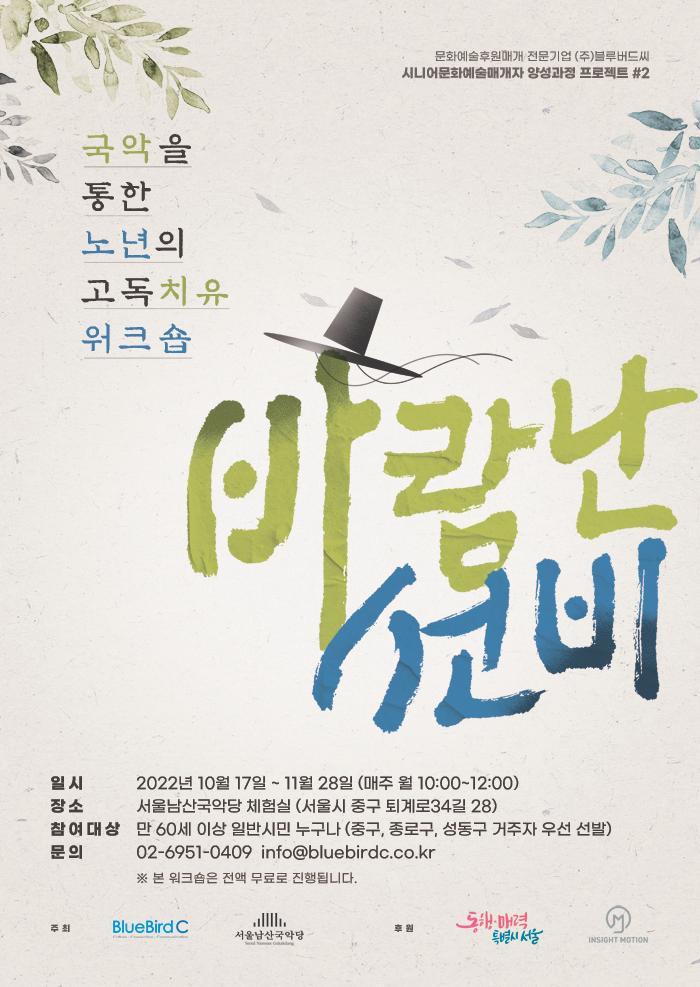 문화예술후원매개 전문기업 (주)블루버드씨
시니어문화예술매개자 양성과정 프로젝트 #2
국악을
통한
노년의
고독치유
워크숍
바람난
선비
일시 2022년 10월 17일 ~ 11월 28일 (매주 월 10:00~12:00)
장소 서울남산국악당 체험실 (서울시 중구 퇴계로34길 28)
참여대상 만 60세 이상 일반시민 누구나 (중구, 종로구, 성동구 거주자 우선 선발)
문의 02-6951-0409 info@bluebirdc.co.kr
※ 본 워크숍은 전액 무료로 진행됩니다.
주최 BlueBird C 서울남산국악당 후원 동행·매력 특별시 서울 INSIGHT MOTION
Seoul Namsan Gukakdang